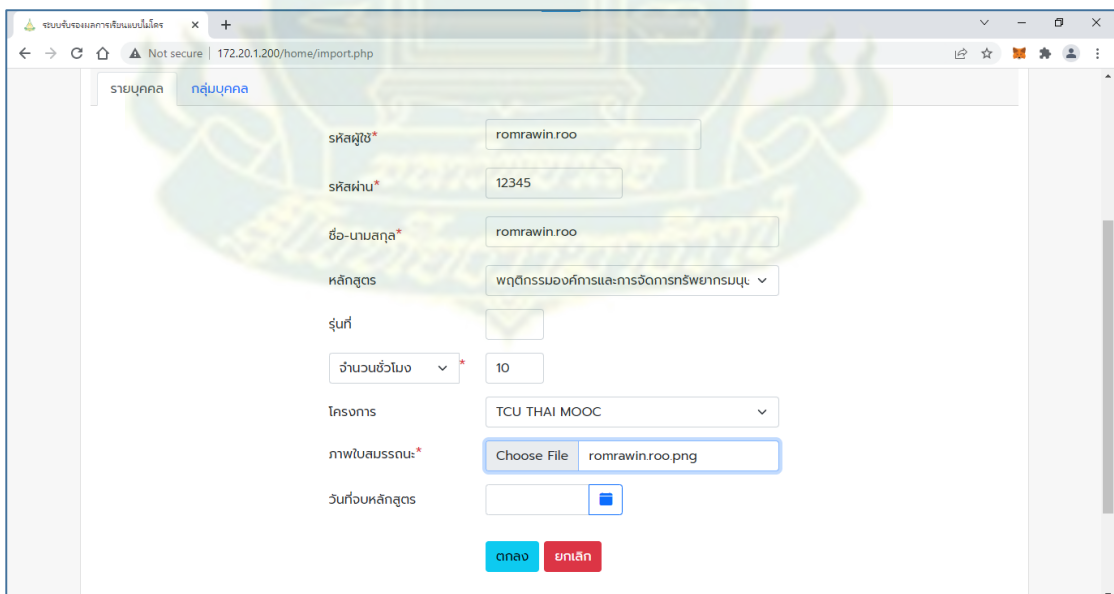 ระบบรับรองผลการเรียนแบบไมโคร
Not secure | 172.20.1.200/home/import.php
รายบุคคล กลุ่มบุคคล
รหัสผู้ใช้* romrawin.roo
รหัสผ่าน* 12345
ชื่อ-นามสกุล* romrawin.roo
หลักสูตร พฤติกรรมองค์การและการจัดการทรัพยากรมนุษ
รุ่นที่
จำนวนชั่วโมง * 10
โครงการ TCU THAI MOOC
ภาพใบสมรรถนะ* Choose File romrawin.roo.png
วันที่จบหลักสูตร
ตกลง ยกเลิก